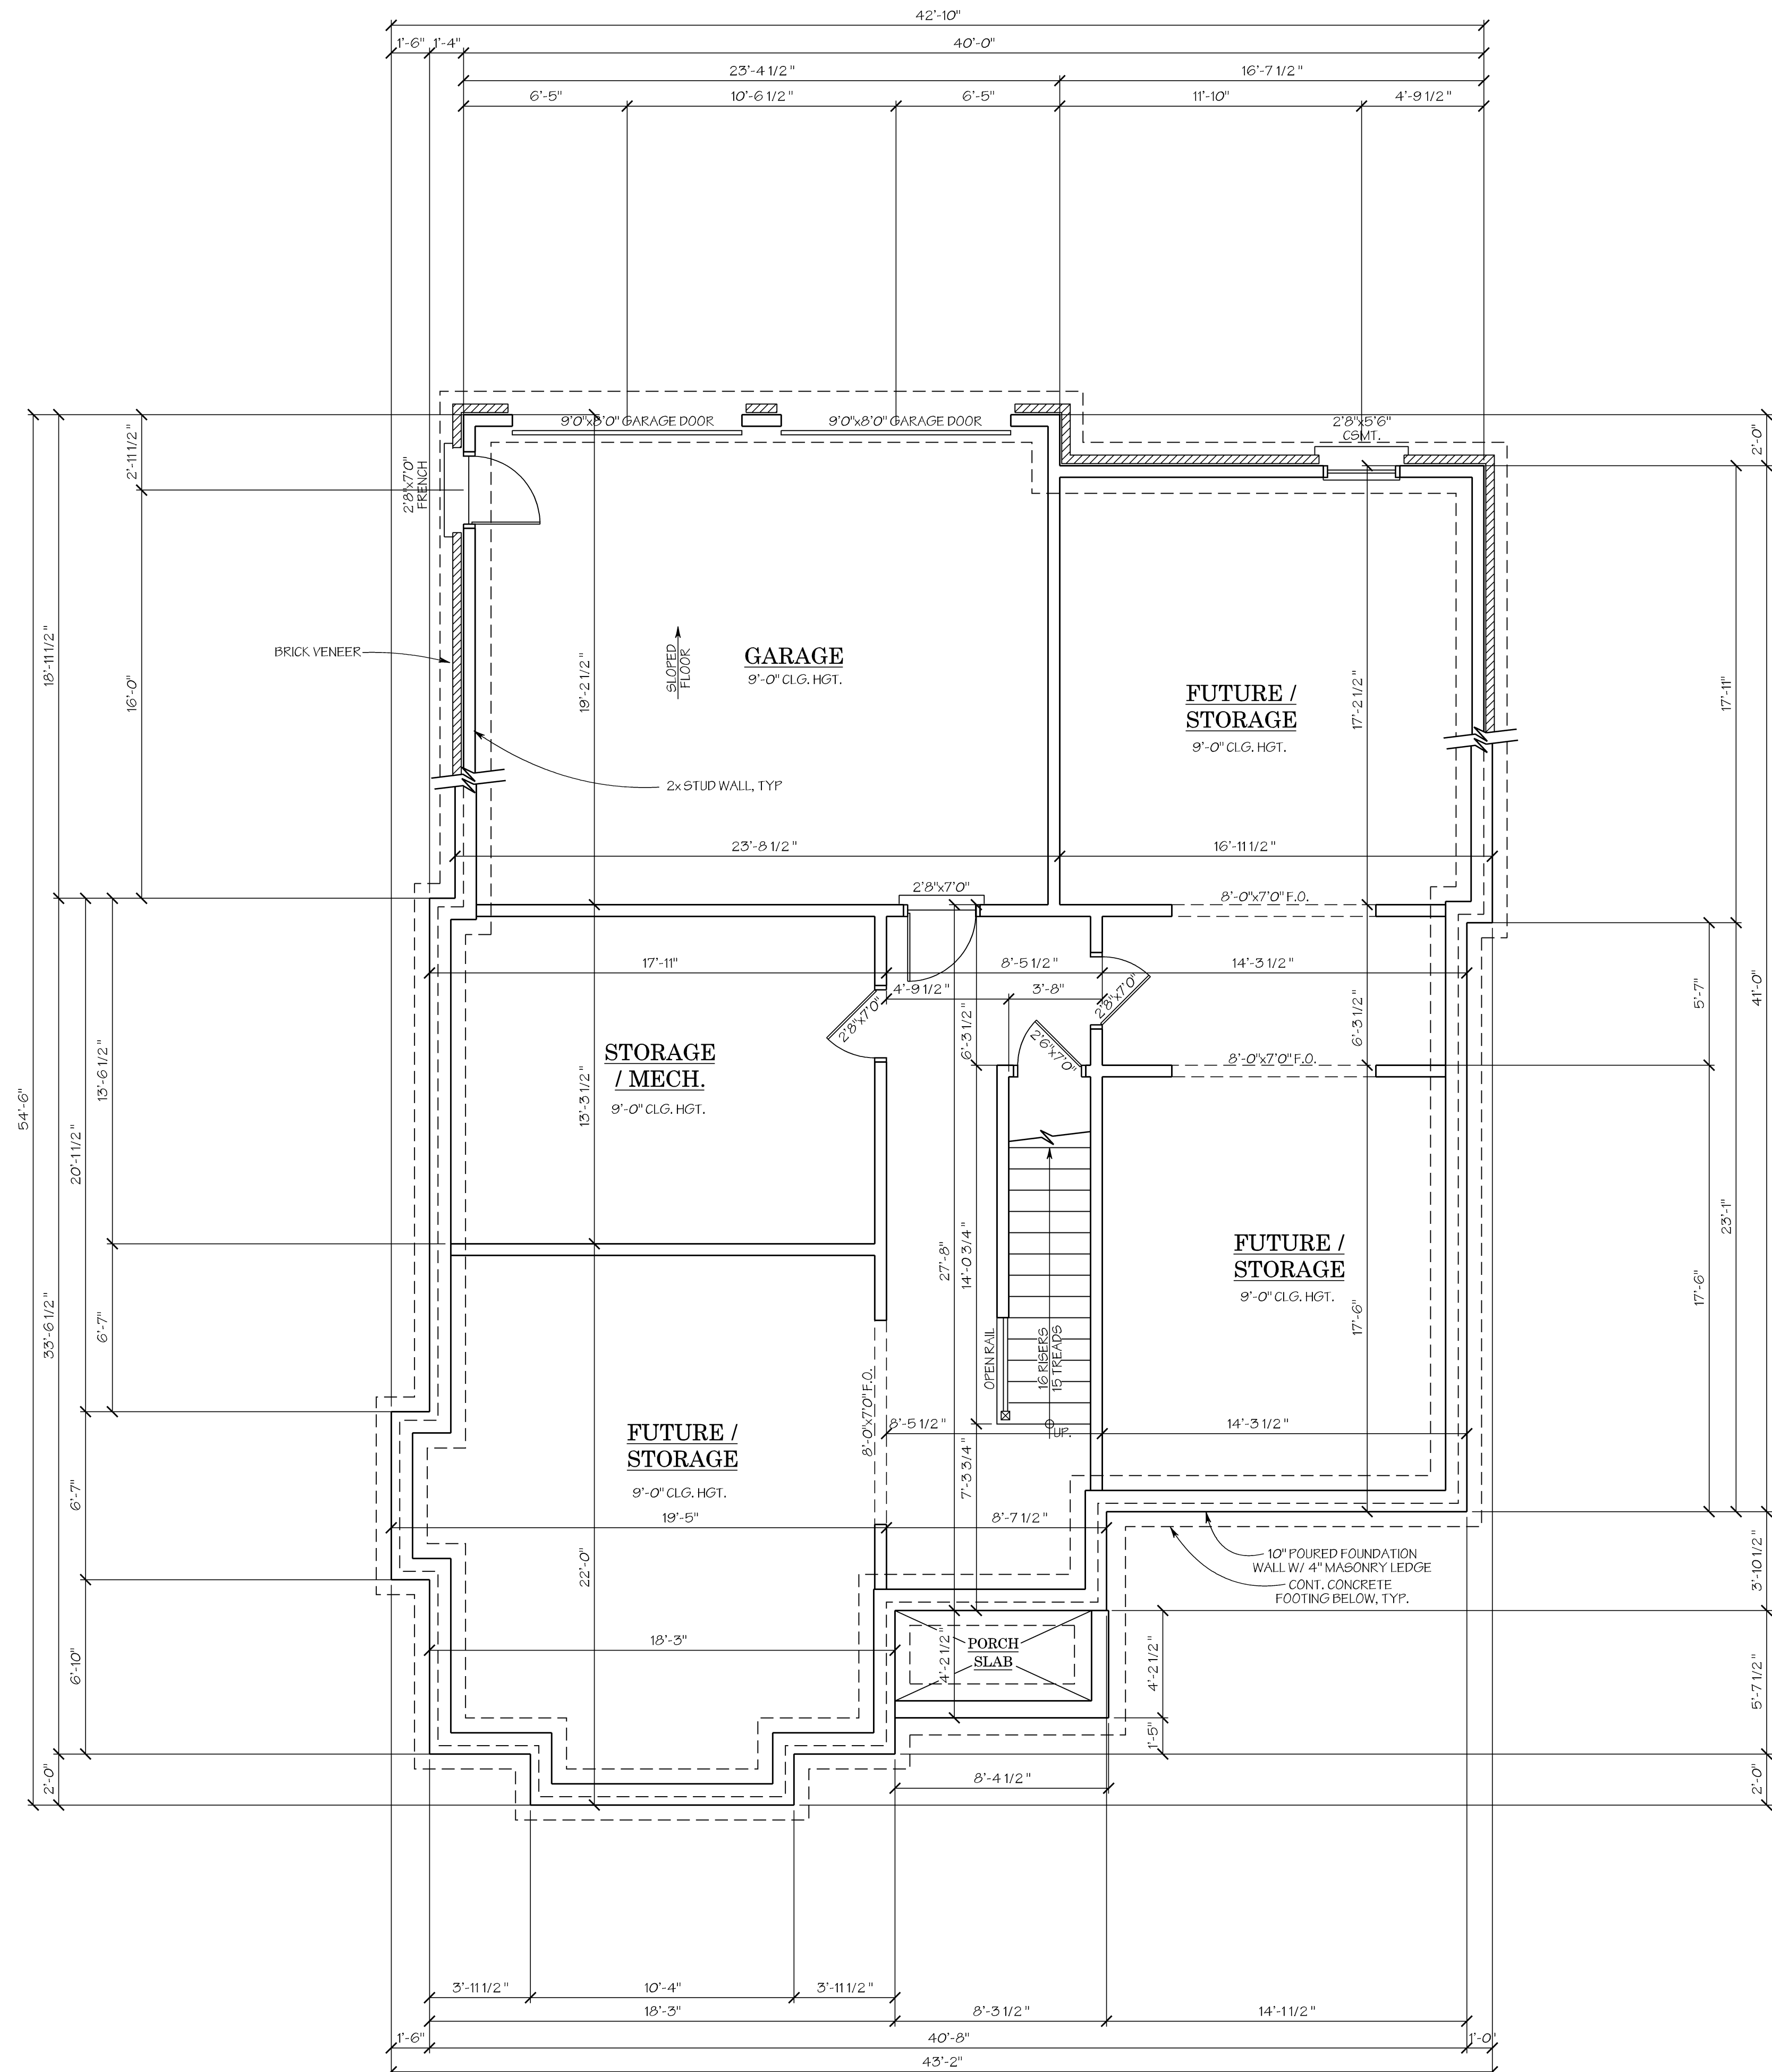 42'-10"
1'-6" 1'-4" 40'-0"
23'-4 1/2" 16'-7 1/2"
6'-5" 10'-6 1/2" 6'-5" 11'-10" 4'-9 1/2"
9'0"x8'0" GARAGE DOOR 9'0"x8'0" GARAGE DOOR
2'8"x5'6"
CSMT.
2'-0"
2'-11 1/2"
2'8"x7'0"
FRENCH
BRICK VENEER
18'-11 1/2"
16'-0"
19'-2 1/2"
SLOPED
FLOOR
GARAGE
9'-0" CLG. HGT.
FUTURE /
STORAGE
9'-0" CLG. HGT.
17'-2 1/2"
17'-11"
2x STUD WALL, TYP
23'-8 1/2" 16'-11 1/2"
2'8"x7'0"
8'-0"x7'0" F.O.
17'-11" 8'-5 1/2" 14'-3 1/2"
4'-9 1/2" 3'-8"
2'8"x7'0"
2'8"x7'0"
2'6"x7'0"
6'-3 1/2"
6'-3 1/2"
5'-7"
41'-0"
8'-0"x7'0" F.O.
STORAGE
/ MECH.
9'-0" CLG. HGT.
54'-6"
13'-6 1/2"
20'-1 1/2"
13'-3 1/2"
33'-6 1/2"
6'-7"
27'-8"
14'-0 3/4"
FUTURE /
STORAGE
9'-0" CLG. HGT.
17'-6"
17'-6"
23'-1"
OPEN RAIL
16 RISERS
15 TREADS
UP.
8'-0"x7'0" F.O.
8'-5 1/2" 14'-3 1/2"
FUTURE /
STORAGE
9'-0" CLG. HGT.
7'-3 3/4"
6'-7"
19'-5" 8'-7 1/2"
22'-0"
10" POURED FOUNDATION
WALL W/ 4" MASONRY LEDGE
CONT. CONCRETE
FOOTING BELOW, TYP.
3'-10 1/2"
18'-3"
4'-2 1/2"
PORCH
SLAB
4'-2 1/2"
6'-10"
5'-7 1/2"
1'-5"
2'-0"
8'-4 1/2"
2'-0"
3'-11 1/2" 10'-4" 3'-11 1/2"
18'-3" 8'-3 1/2" 14'-1 1/2"
1'-6" 40'-8" 1'-0"
43'-2"